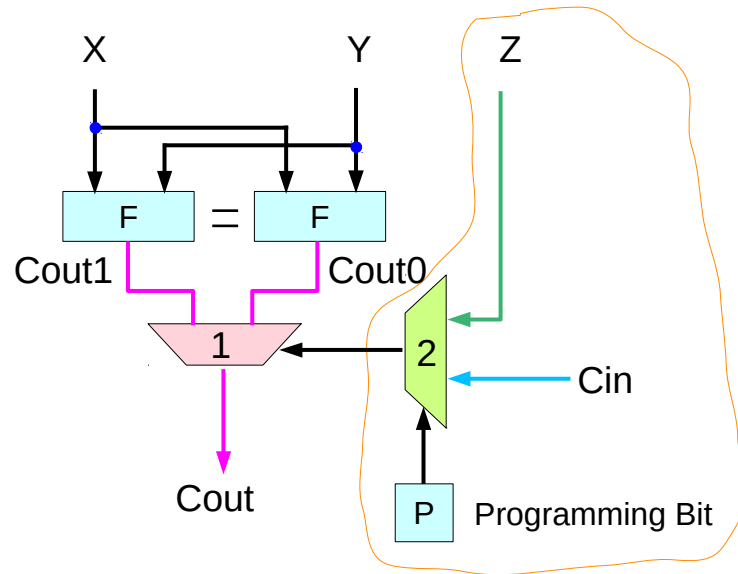 X Y Z
F = F
Cout1 Cout0
1 2
Cin
Cout
P Programming Bit